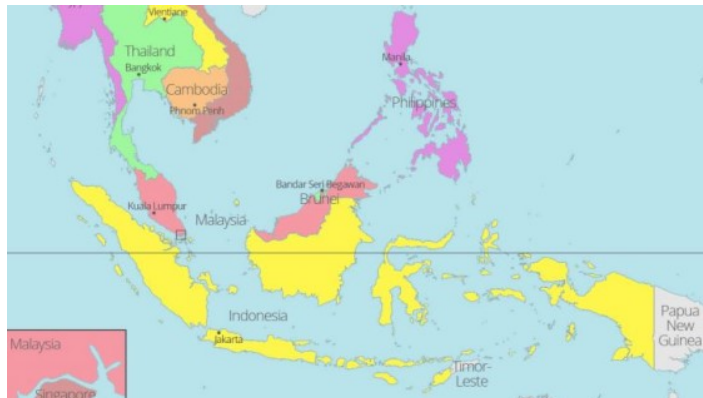 Vientiane
Thailand
Bangkok
Manila
Cambodia
Philippines
Phnom Penh
Bandar Seri Begawan
Brunei
Kuala Lumpur
Malaysia
Indonesia
Papua
New
Guinea
Jakarta
Malaysia
Timor-
Leste
Singapore